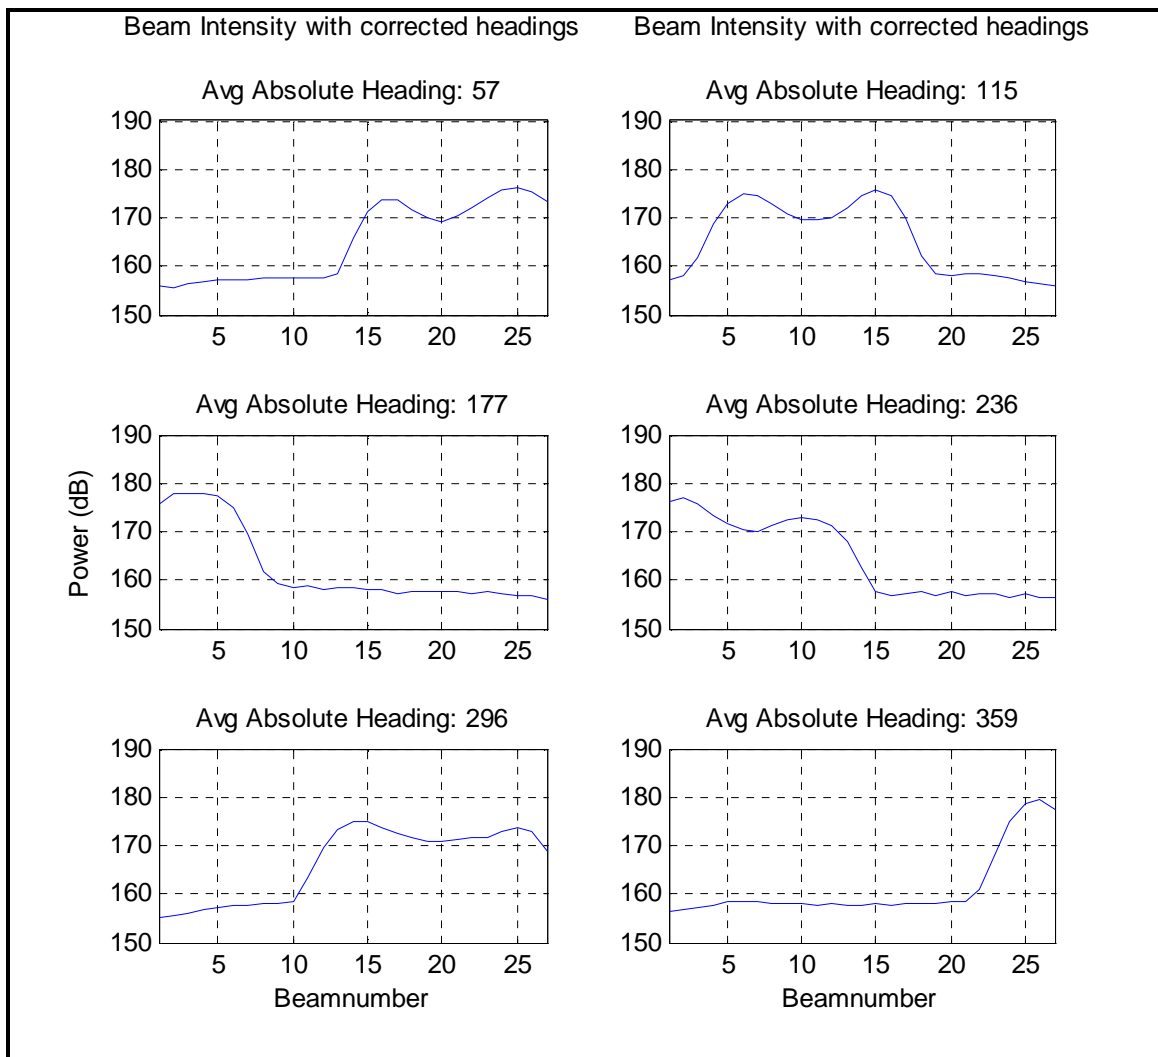 Beam Intensity with corrected headings Beam Intensity with corrected headings
Avg Absolute Heading: 57 Avg Absolute Heading: 115
190 190
180 180
170 170
160 160
150 150
5 10 15 20 25 5 10 15 20 25
Avg Absolute Heading: 177 Avg Absolute Heading: 236
190 190
180 180
170 170
160 160
150 150
Power (dB)
5 10 15 20 25 5 10 15 20 25
Avg Absolute Heading: 296 Avg Absolute Heading: 359
190 190
180 180
170 170
160 160
150 150
5 10 15 20 25 5 10 15 20 25
Beamnumber Beamnumber